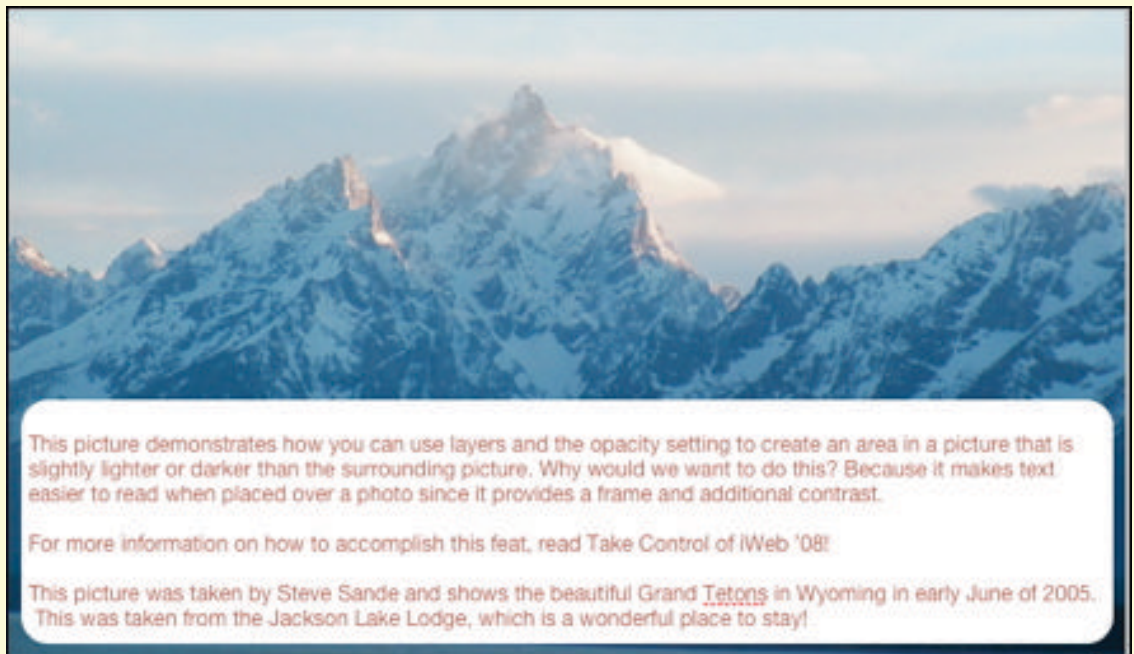 This picture demonstrates how you can use layers and the opacity setting to create an area in a picture that is
slightly lighter or darker than the surrounding picture. Why would we want to do this? Because it makes text
easier to read when placed over a photo since it provides a frame and additional contrast.
For more information on how to accomplish this feat, read Take Control of iWeb '08!
This picture was taken by Steve Sande and shows the beautiful Grand Tetons in Wyoming in early June of 2005.
This was taken from the Jackson Lake Lodge, which is a wonderful place to stay!